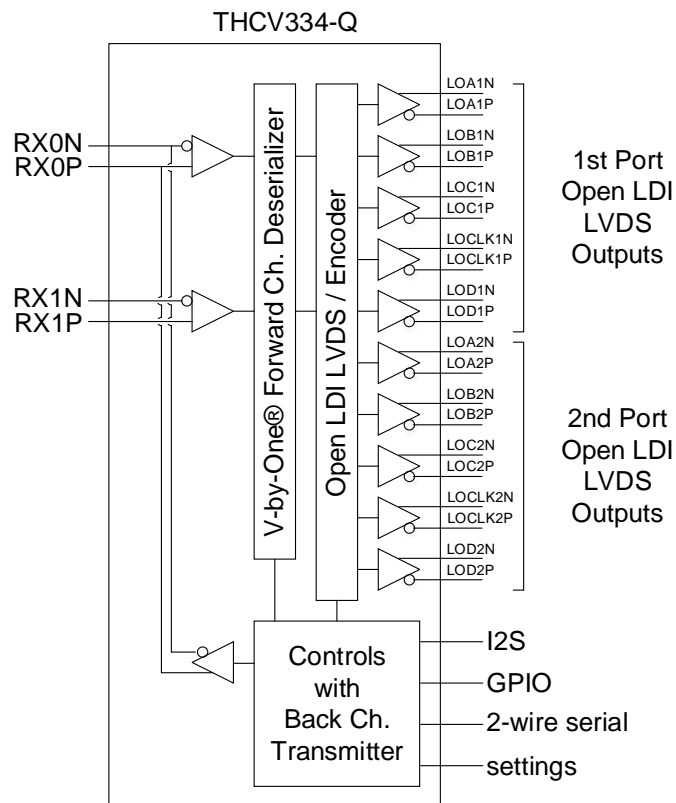 THCV334-Q
RX0N
RX0P
RX1N
RX1P
V-by-One® Forward Ch. Deserializer
Open LDI LVDS / Encoder
LOA1N
LOA1P
LOB1N
LOB1P
LOC1N
LOC1P
LOCLK1N
LOCLK1P
LOD1N
LOD1P
LOA2N
LOA2P
LOB2N
LOB2P
LOC2N
LOC2P
LOCLK2N
LOCLK2P
LOD2N
LOD2P
1st Port
Open LDI
LVDS
Outputs
2nd Port
Open LDI
LVDS
Outputs
Controls
with
Back Ch.
Transmitter
I2S
GPIO
2-wire serial
settings